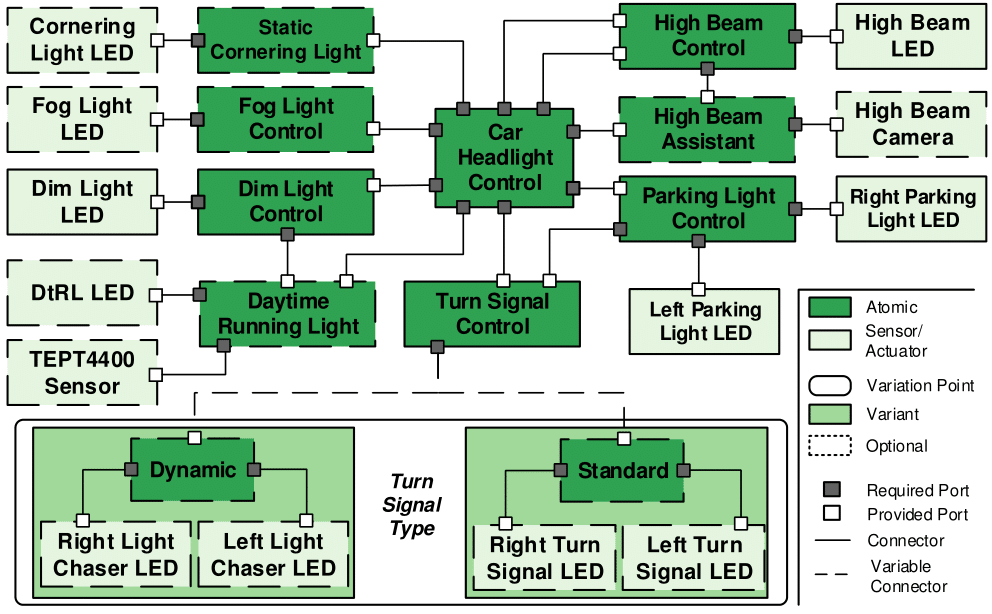 Cornering
Light LED
Static
Cornering Light
High Beam
Control
High Beam
LED
Fog Light
LED
Fog Light
Control
Car
Headlight
Control
High Beam
Assistant
High Beam
Camera
Dim Light
LED
Dim Light
Control
Parking Light
Control
Right Parking
Light LED
DtRL LED
Daytime
Running Light
Turn Signal
Control
Left Parking
Light LED
TEPT4400
Sensor
Atomic
Sensor/
Actuator
Variation Point
Variant
Optional
Required Port
Provided Port
Connector
Variable
Connector
Dynamic
Right Light
Chaser LED
Left Light
Chaser LED
Turn
Signal
Type
Standard
Right Turn
Signal LED
Left Turn
Signal LED